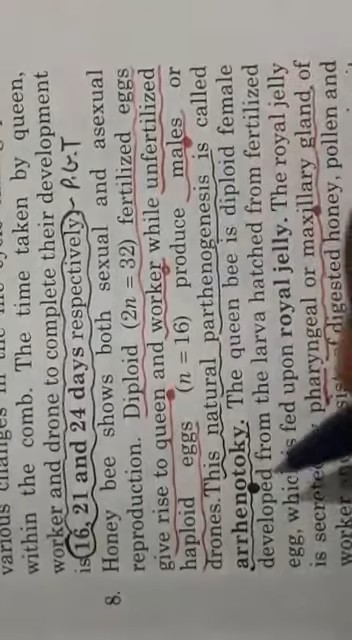 various changes in the
within the comb. The time taken by queen,
worker and drone to complete their development
is 16, 21 and 24 days respectively. - P.G.T
8. Honey bee shows both sexual and asexual
reproduction. Diploid (2n = 32) fertilized eggs
give rise to queen and worker while unfertilized
haploid eggs (n = 16) produce males or
drones. This natural parthenogenesis is called
arrhenotoky. The queen bee is diploid female
developed from the larva hatched from fertilized
egg, which is fed upon royal jelly. The royal jelly
is secreted pharyngeal or maxillary gland of
worker digested honey, pollen and